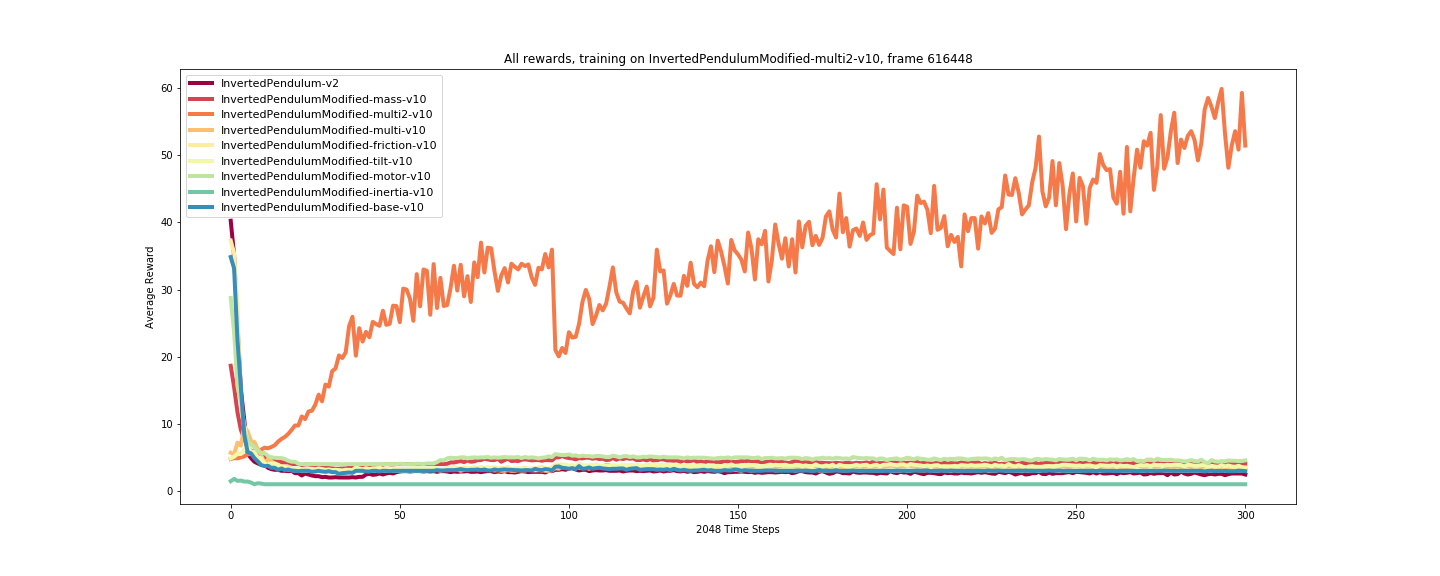 All rewards, training on InvertedPendulumModified-multi2-v10, frame 616448
InvertedPendulum-v2
InvertedPendulumModified-mass-v10
InvertedPendulumModified-multi2-v10
InvertedPendulumModified-multi-v10
InvertedPendulumModified-friction-v10
InvertedPendulumModified-tilt-v10
InvertedPendulumModified-motor-v10
InvertedPendulumModified-inertia-v10
InvertedPendulumModified-base-v10
60
50
40
30
20
10
0
Average Reward
0 50 100 150 200 250 300
2048 Time Steps